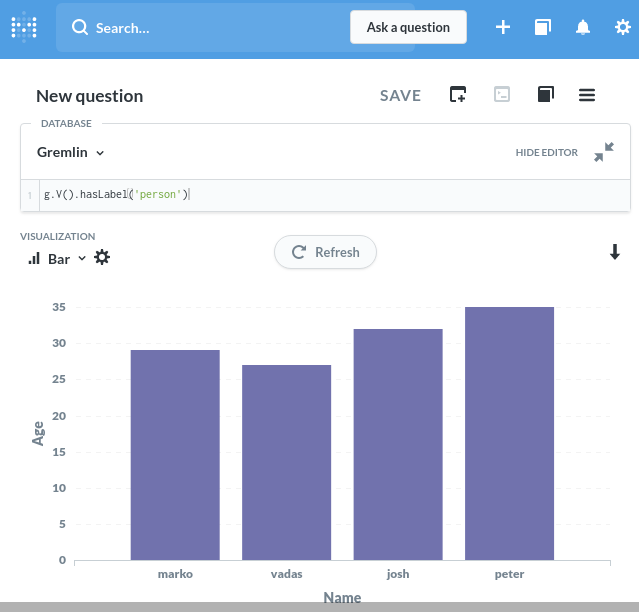 Search...
Ask a question
New question
SAVE
DATABASE
Gremlin
HIDE EDITOR
1
g.V().hasLabel('person')
VISUALIZATION
Bar
Refresh
35
30
25
20
15
10
5
0
Age
marko vadas josh peter
Name